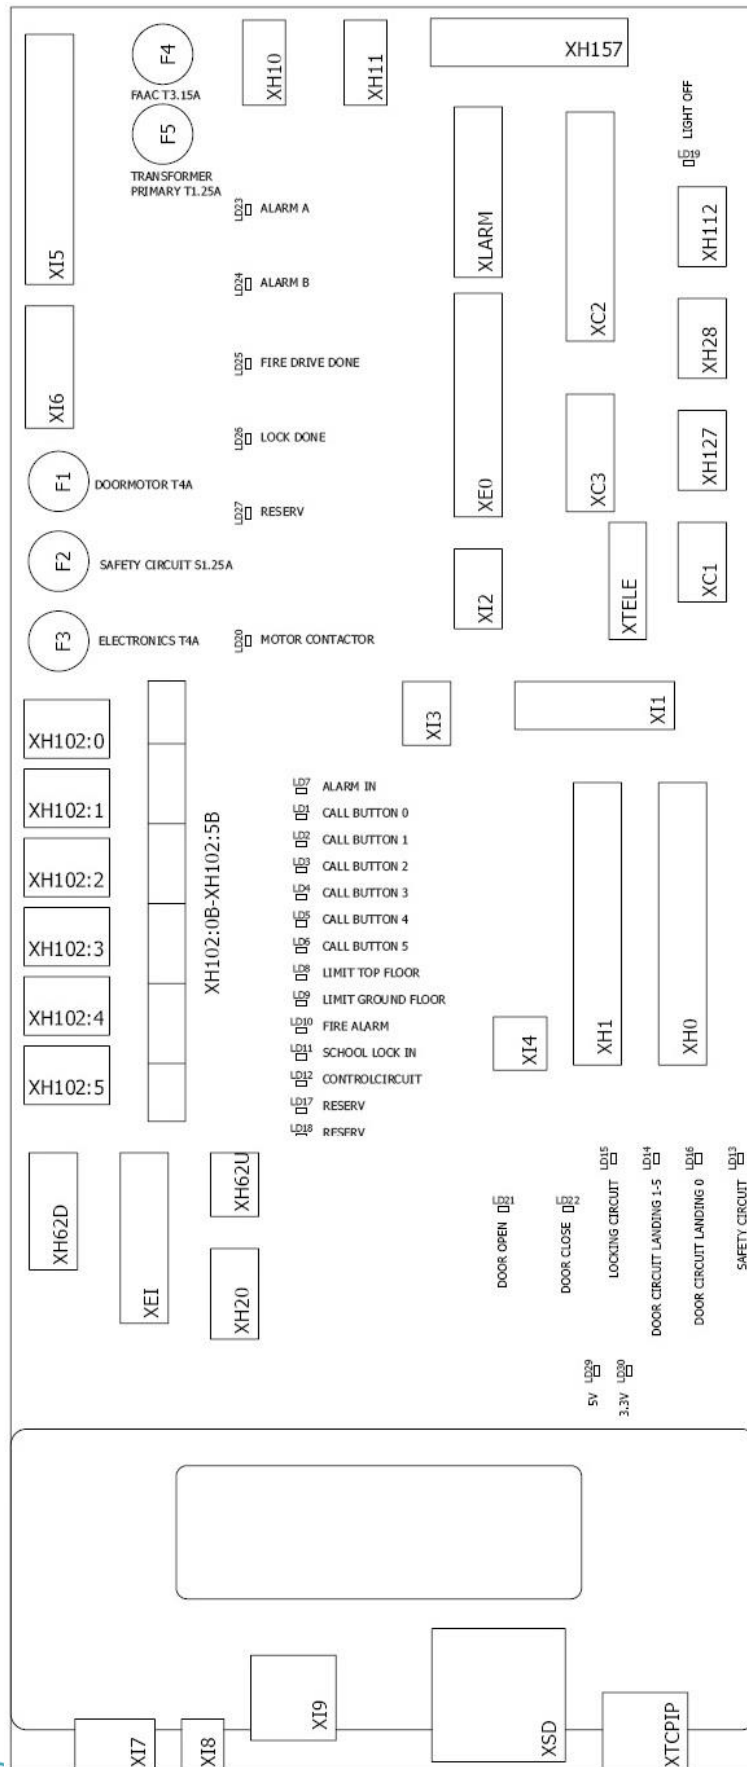 F4
FAAC T3.15A
F5
TRANSFORMER
PRIMARY T1.25A
XH10
XH11
XH157
LIGHT OFF
LD19
XI5
LD23 ALARM A
LD24 ALARM B
XLARM
XC2
XH112
XI6
LD25 FIRE DRIVE DONE
LD26 LOCK DONE
XH28
XH127
F1
DOORMOTOR T4A
LD27 RESERV
XE0
XC3
F2
SAFETY CIRCUIT S1.25A
XI2
XTELE
XC1
F3
ELECTRONICS T4A
LD20 MOTOR CONTACTOR
XI3
XI1
XH102:0
XH102:1
XH102:2
XH102:3
XH102:4
XH102:5
XH102:0B-XH102:5B
LD7 ALARM IN
LD1 CALL BUTTON 0
LD2 CALL BUTTON 1
LD3 CALL BUTTON 2
LD4 CALL BUTTON 3
LD5 CALL BUTTON 4
LD6 CALL BUTTON 5
LD8 LIMIT TOP FLOOR
LD9 LIMIT GROUND FLOOR
LD10 FIRE ALARM
LD11 SCHOOL LOCK IN
LD12 CONTROLCIRCUIT
LD17 RESERV
LD18 RESERV
XI4
XH1
XH0
XH62D
XEI
XH62U
XH20
LD21
DOOR OPEN
LD22
DOOR CLOSE
LD15
LOCKING CIRCUIT
LD14
DOOR CIRCUIT LANDING 1-5
LD16
DOOR CIRCUIT LANDING 0
LD13
SAFETY CIRCUIT
LD29
5V
LD30
3.3V
XI7
XI8
XI9
XSD
XTCPIP